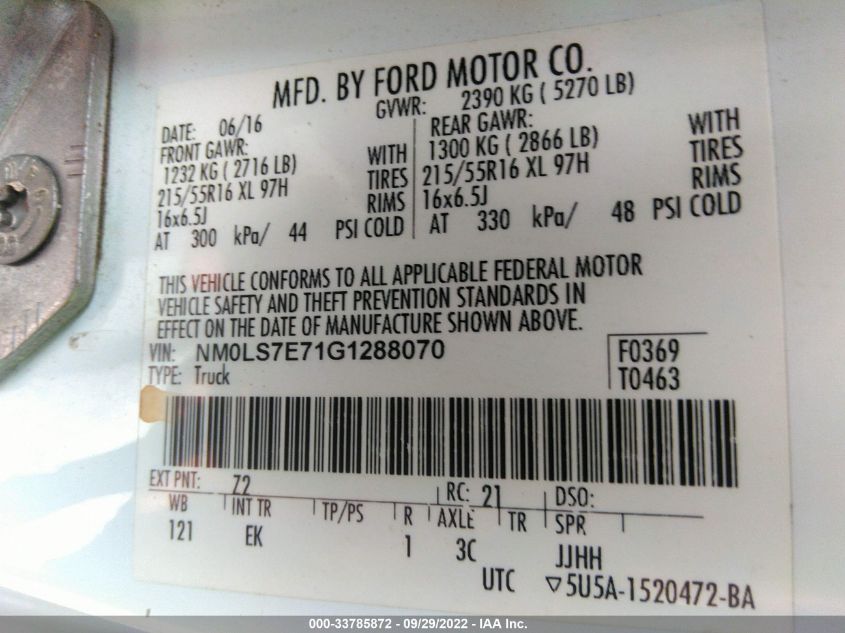 MFD. BY FORD MOTOR CO.
DATE: 06/16 GVWR: 2390 KG ( 5270 LB)
FRONT GAWR: REAR GAWR:
1232 KG ( 2716 LB) WITH 1300 KG ( 2866 LB) WITH
215/55R16 XL 97H TIRES 215/55R16 XL 97H TIRES
16x6.5J RIMS 16x6.5J RIMS
AT 300 kPa/ 44 PSI COLD AT 330 kPa/ 48 PSI COLD
THIS VEHICLE CONFORMS TO ALL APPLICABLE FEDERAL MOTOR
VEHICLE SAFETY AND THEFT PREVENTION STANDARDS IN
EFFECT ON THE DATE OF MANUFACTURE SHOWN ABOVE.
VIN: NM0LS7E71G1288070 F0369
TYPE: Truck T0463
EXT PNT: Z2 RC: 21 DSO:
WB INT TR TP/PS R AXLE TR SPR
121 EK 1 3C JJHH
UTC ▽5U5A-1520472-BA
000-33785872 - 09/29/2022 - IAA Inc.